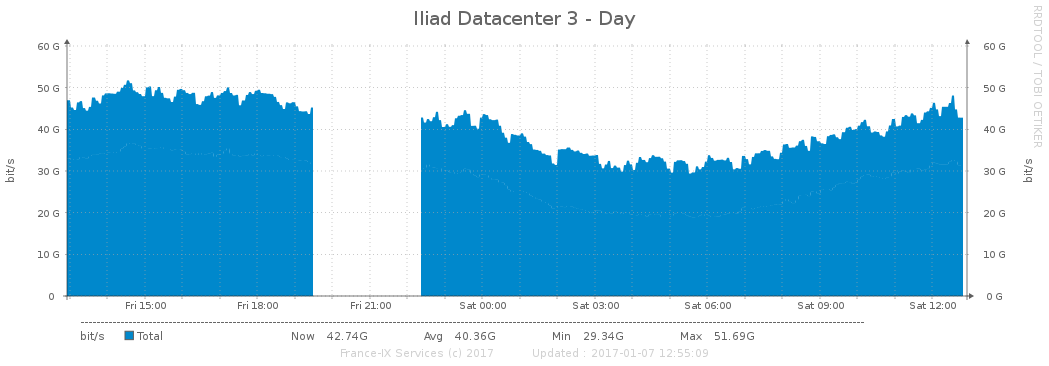 Iliad Datacenter 3 - Day
RRDTOOL / TOBI OETIKER
60 G 60 G
50 G 50 G
40 G 40 G
30 G 30 G
20 G 20 G
10 G 10 G
0 0 G
bit/s bit/s
Fri 15:00 Fri 18:00 Fri 21:00 Sat 00:00 Sat 03:00 Sat 06:00 Sat 09:00 Sat 12:00
bit/s Total Now 42.74G Avg 40.36G Min 29.34G Max 51.69G
France-IX Services (c) 2017 Updated : 2017-01-07 12:55:09